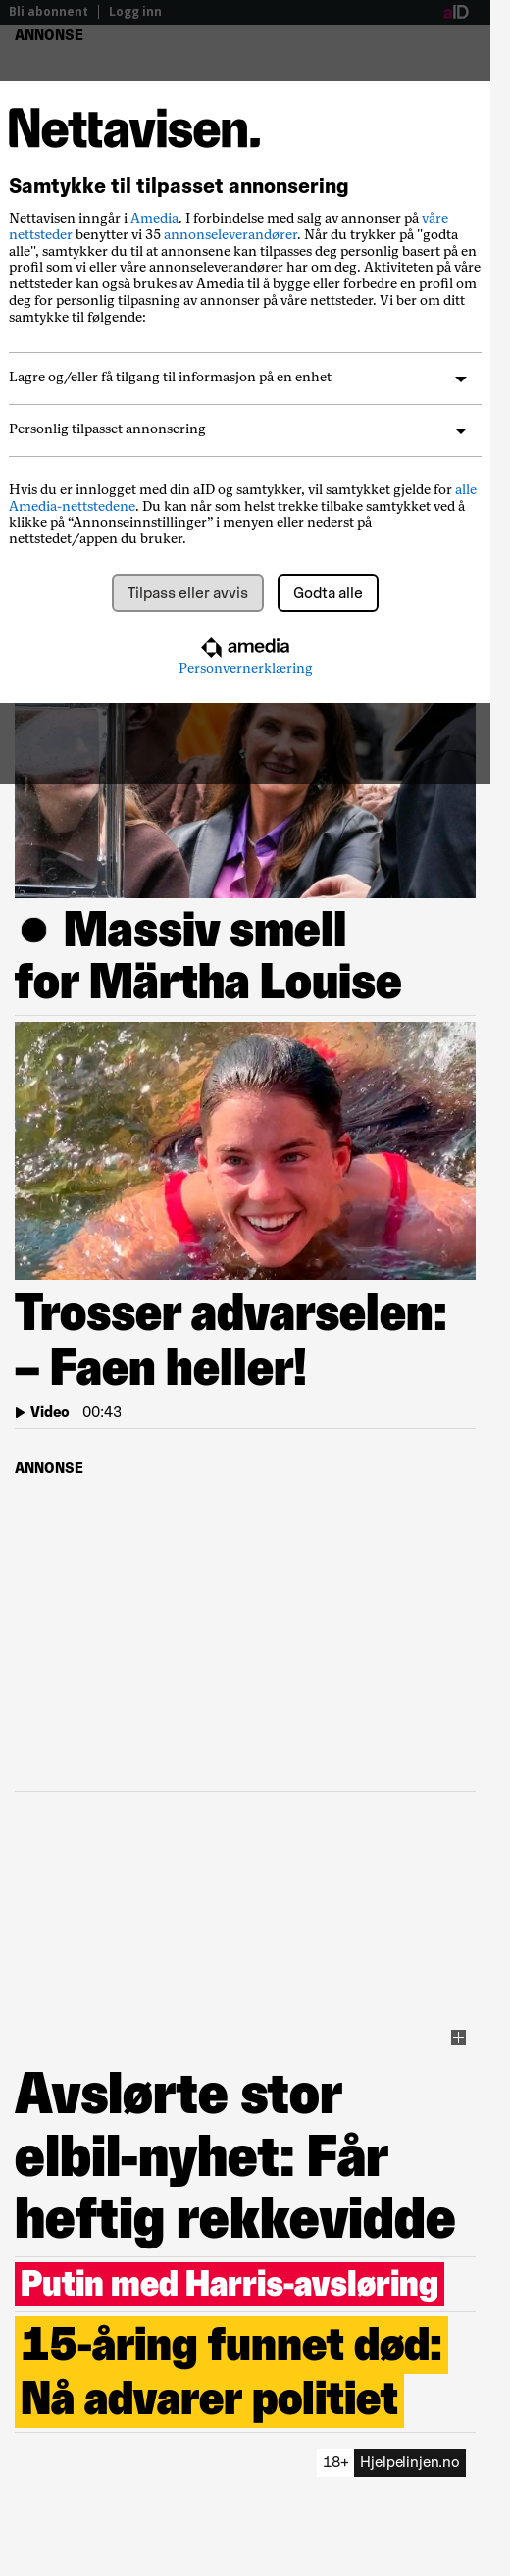 Bli abonnent | Logg inn
aID
ANNONSE
Nettavisen.
Samtykke til tilpasset annonsering
Nettavisen inngår i Amedia. I forbindelse med salg av annonser på våre
nettsteder benytter vi 35 annonseleverandører. Når du trykker på "godta
alle", samtykker du til at annonsene kan tilpasses deg personlig basert på en
profil som vi eller våre annonseleverandører har om deg. Aktiviteten på våre
nettsteder kan også brukes av Amedia til å bygge eller forbedre en profil om
deg for personlig tilpasning av annonser på våre nettsteder. Vi ber om ditt
samtykke til følgende:
Lagre og/eller få tilgang til informasjon på en enhet
Personlig tilpasset annonsering
Hvis du er innlogget med din aID og samtykker, vil samtykket gjelde for alle
Amedia-nettstedene. Du kan når som helst trekke tilbake samtykket ved å
klikke på “Annonseinnstillinger” i menyen eller nederst på
nettstedet/appen du bruker.
Tilpass eller avvis
Godta alle
amedia
Personvernerklæring
● Massiv smell
for Märtha Louise
Trosser advarselen:
– Faen heller!
Video | 00:43
ANNONSE
Avslørte stor
elbil-nyhet: Får
heftig rekkevidde
Putin med Harris-avsløring
15-åring funnet død:
Nå advarer politiet
18+ Hjelpelinjen.no